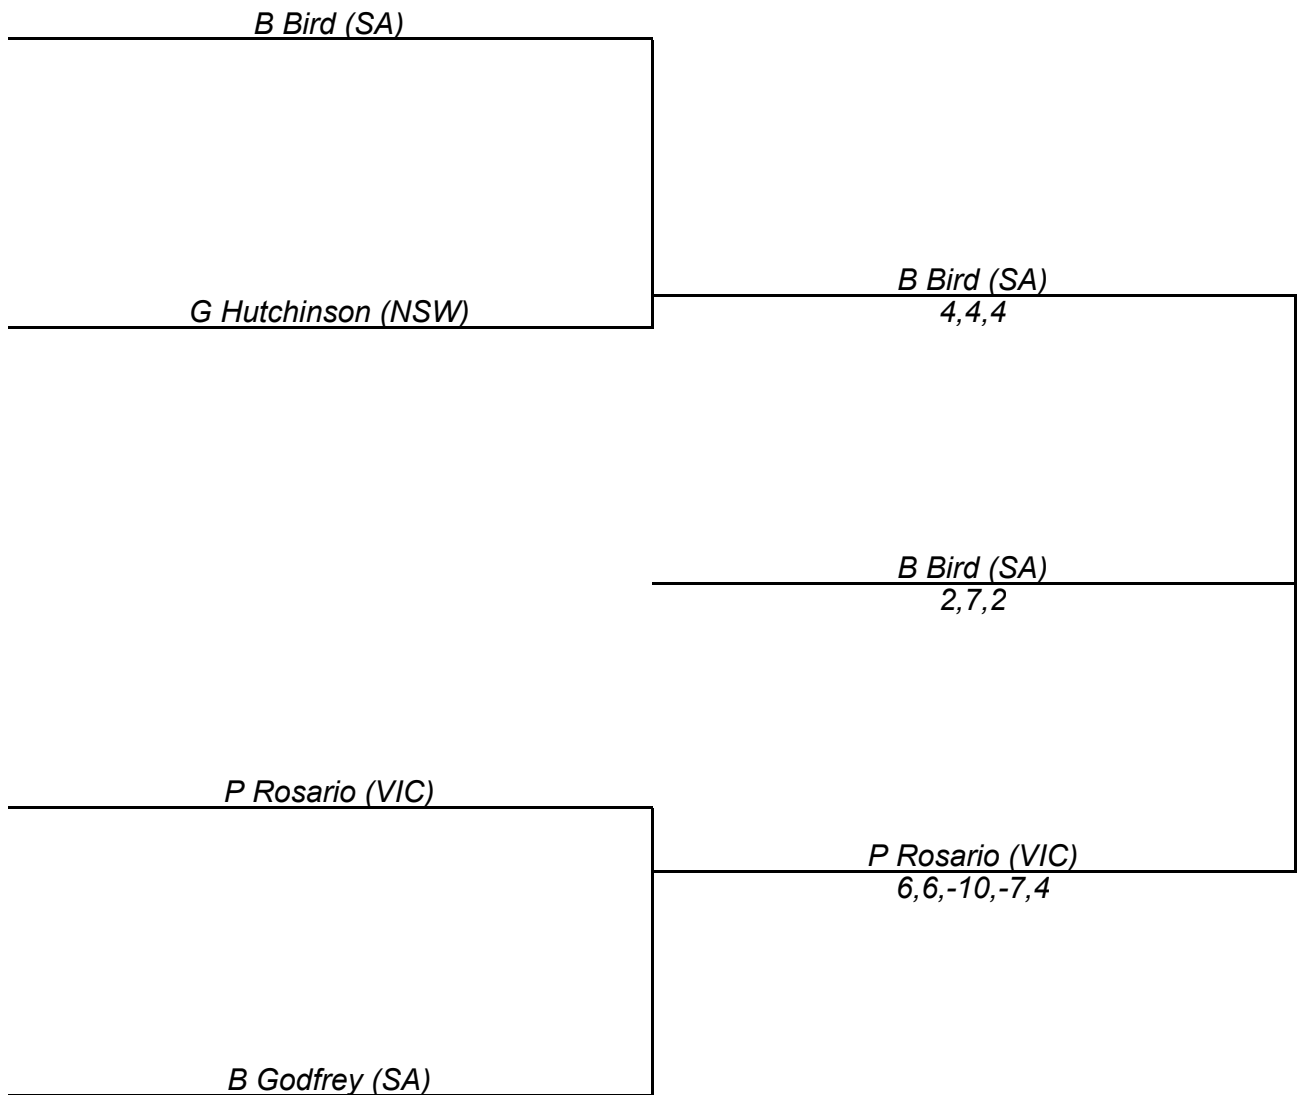 B Bird (SA)
B Bird (SA)
4,4,4
G Hutchinson (NSW)
B Bird (SA)
2,7,2
P Rosario (VIC)
P Rosario (VIC)
6,6,-10,-7,4
B Godfrey (SA)